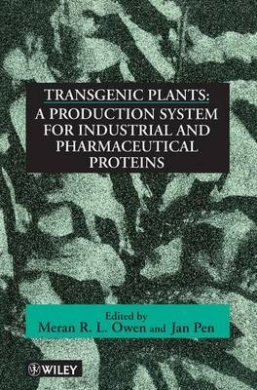 TRANSGENIC PLANTS:
A PRODUCTION SYSTEM
FOR INDUSTRIAL AND
PHARMACEUTICAL
PROTEINS
Edited by
Meran R. L. Owen and Jan Pen
WILEY